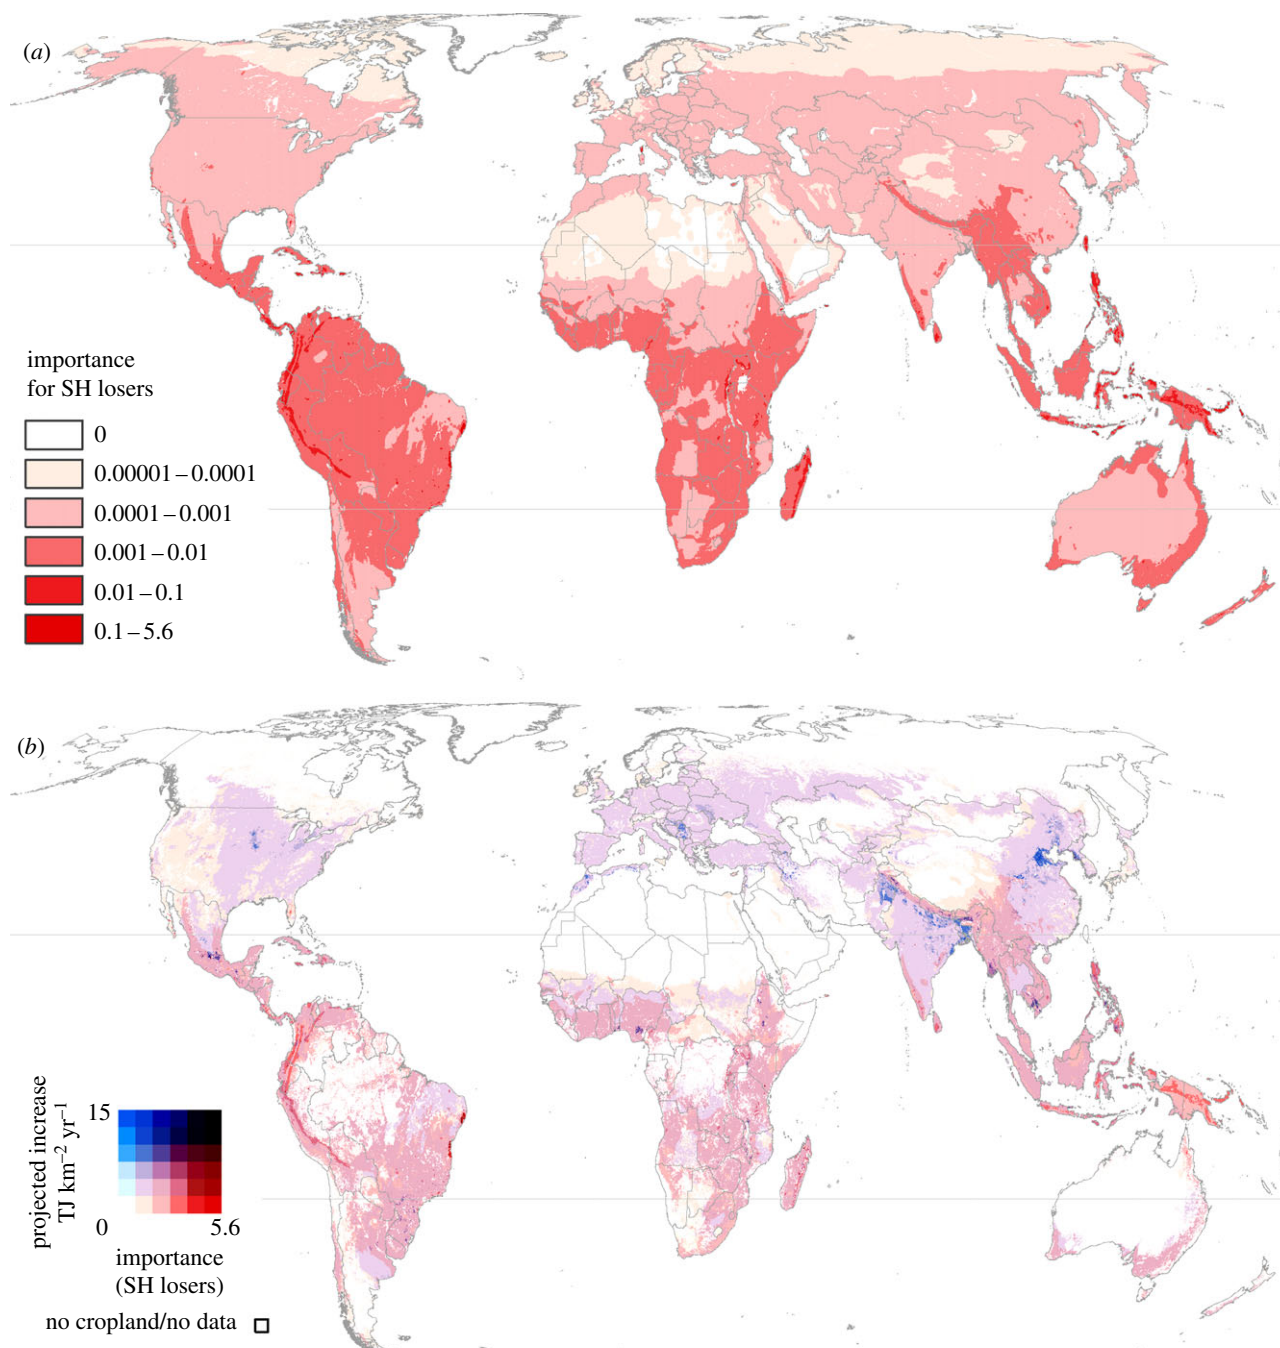 (a)
importance
for SH losers
0
0.00001 – 0.0001
0.0001 – 0.001
0.001 – 0.01
0.01 – 0.1
0.1 – 5.6
(b)
projected increase
TJ km⁻² yr⁻¹
15
0
5.6
importance
(SH losers)
no cropland/no data